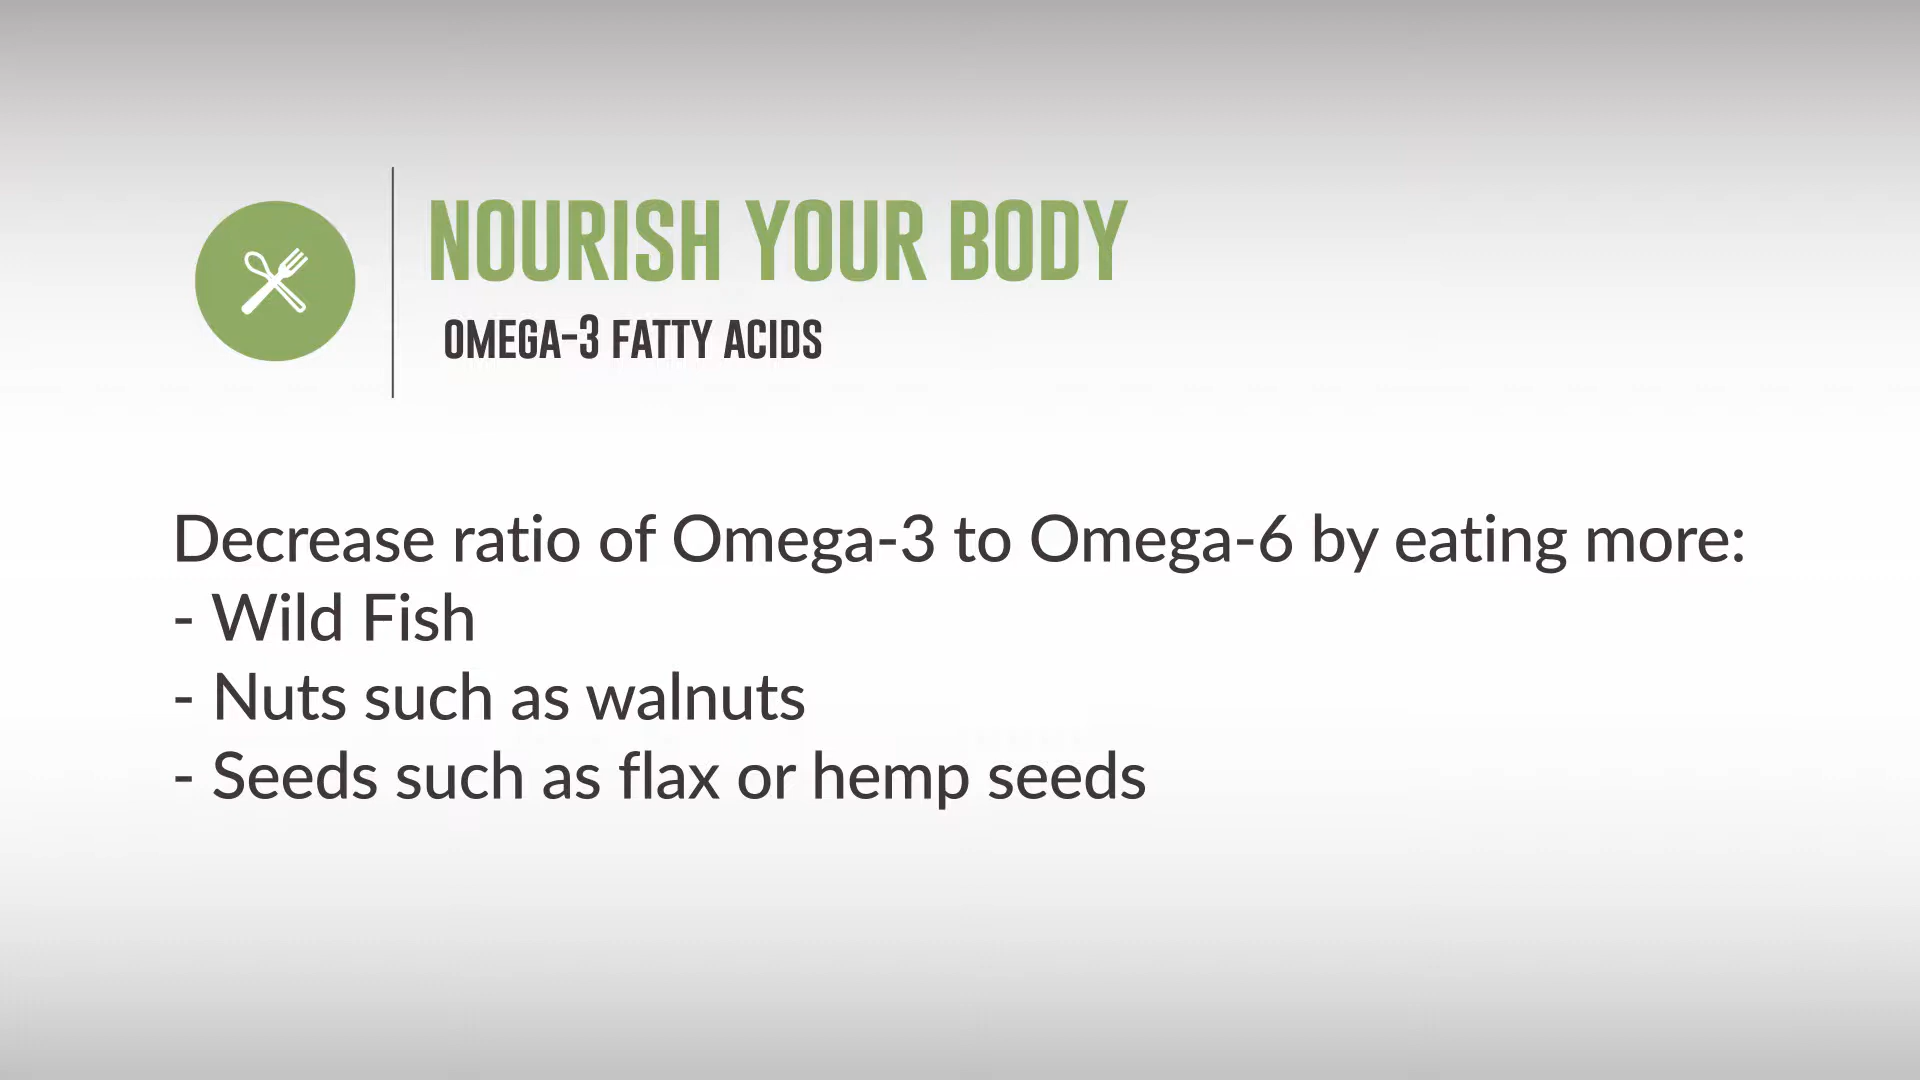 NOURISH YOUR BODY
OMEGA-3 FATTY ACIDS
Decrease ratio of Omega-3 to Omega-6 by eating more:
- Wild Fish
- Nuts such as walnuts
- Seeds such as flax or hemp seeds